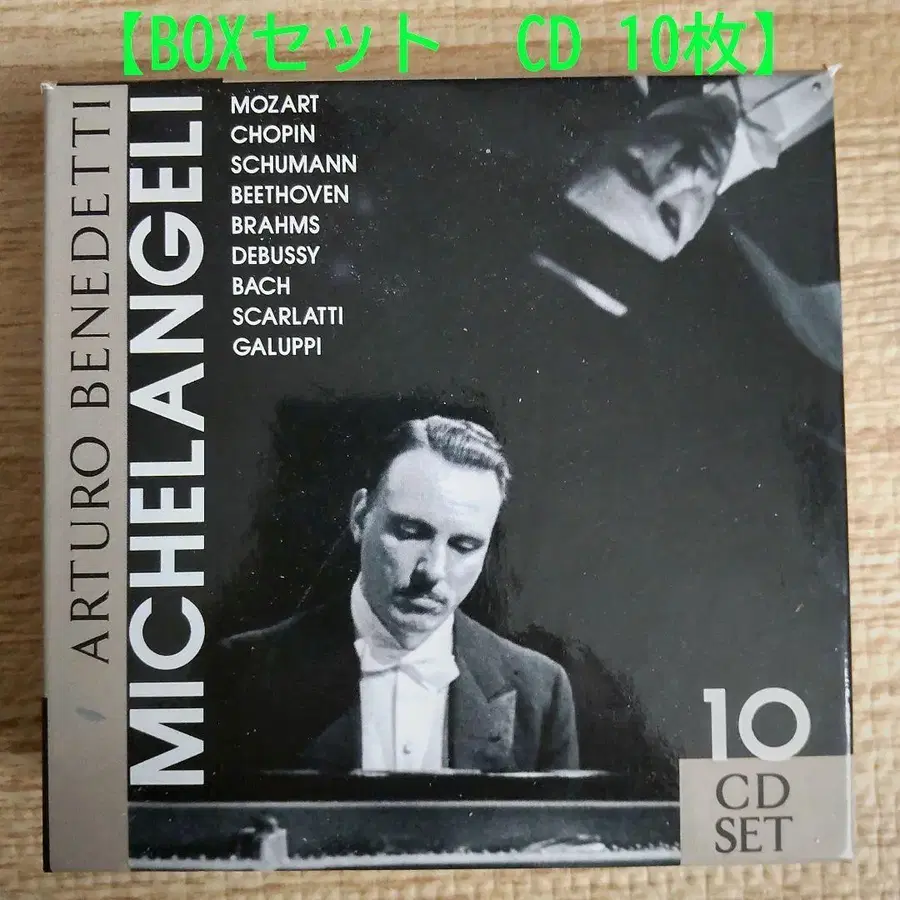 【BOXセット　CD 10枚】
ARTURO BENEDETTI
MICHELANGELI
MOZART
CHOPIN
SCHUMANN
BEETHOVEN
BRAHMS
DEBUSSY
BACH
SCARLATTI
GALUPPI
10
CD
SET